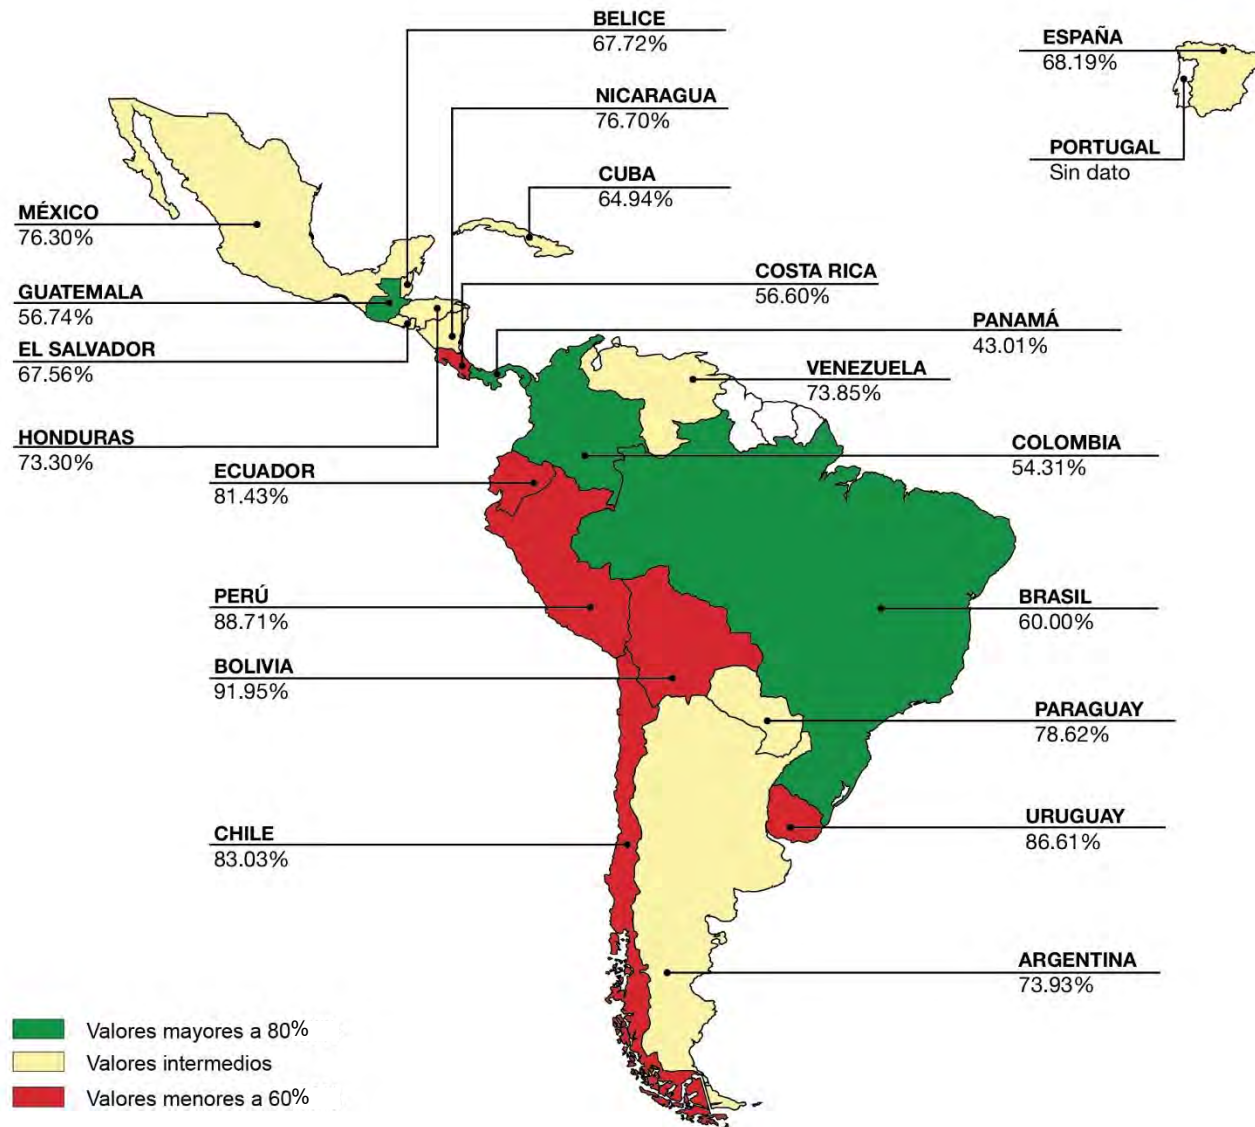 BELICE
67.72%
ESPAÑA
68.19%
NICARAGUA
76.70%
PORTUGAL
Sin dato
CUBA
64.94%
MÉXICO
76.30%
COSTA RICA
56.60%
GUATEMALA
56.74%
PANAMÁ
43.01%
EL SALVADOR
67.56%
VENEZUELA
73.85%
HONDURAS
73.30%
COLOMBIA
54.31%
ECUADOR
81.43%
PERÚ
88.71%
BRASIL
60.00%
BOLIVIA
91.95%
PARAGUAY
78.62%
CHILE
83.03%
URUGUAY
86.61%
ARGENTINA
73.93%
Valores mayores a 80%
Valores intermedios
Valores menores a 60%